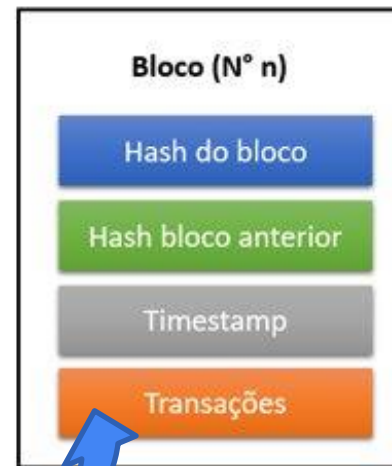 Bloco (N° n)
Hash do bloco
Hash bloco anterior
Timestamp
Transações